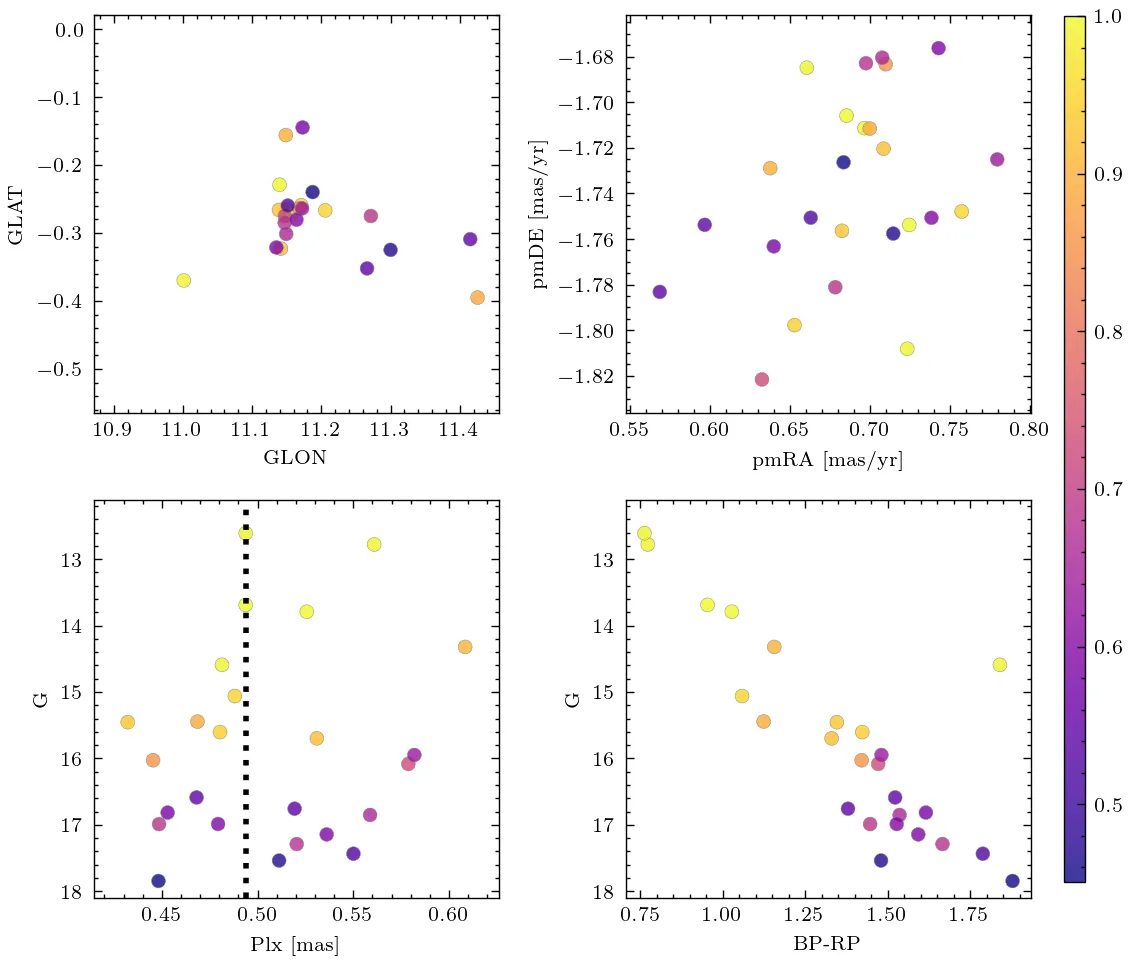 0.0
−0.1
−0.2
−0.3
−0.4
−0.5
GLAT
10.9 11.0 11.1 11.2 11.3 11.4
GLON
−1.68
−1.70
−1.72
−1.74
−1.76
−1.78
−1.80
−1.82
pmDE [mas/yr]
0.55 0.60 0.65 0.70 0.75 0.80
pmRA [mas/yr]
13
14
15
16
17
18
G
0.45 0.50 0.55 0.60
Plx [mas]
13
14
15
16
17
18
G
0.75 1.00 1.25 1.50 1.75
BP-RP
1.0
0.9
0.8
0.7
0.6
0.5